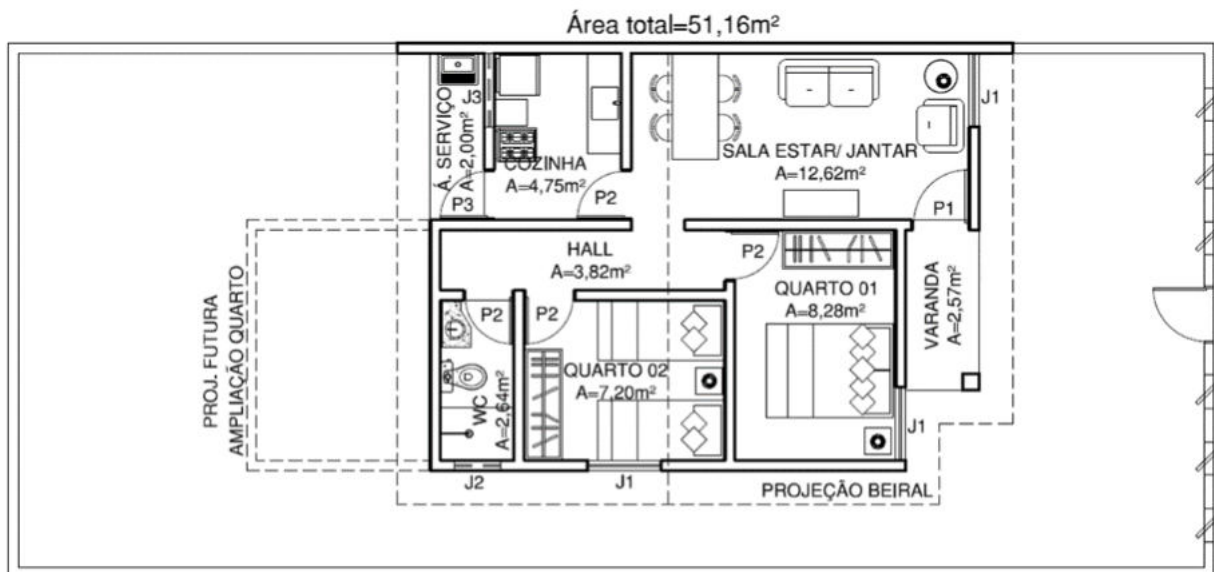 Área total=51,16m²
J3
J1
Á. SERVIÇO
A=2,00m²
COZINHA
A=4,75m²
SALA ESTAR/ JANTAR
A=12,62m²
P3
P2
P1
HALL
A=3,82m²
P2
QUARTO 01
A=8,28m²
VARANDA
A=2,57m²
P2
P2
PROJ. FUTURA
AMPLIAÇÃO QUARTO
WC
A=2,64m²
QUARTO 02
A=7,20m²
J1
J2
J1
PROJEÇÃO BEIRAL